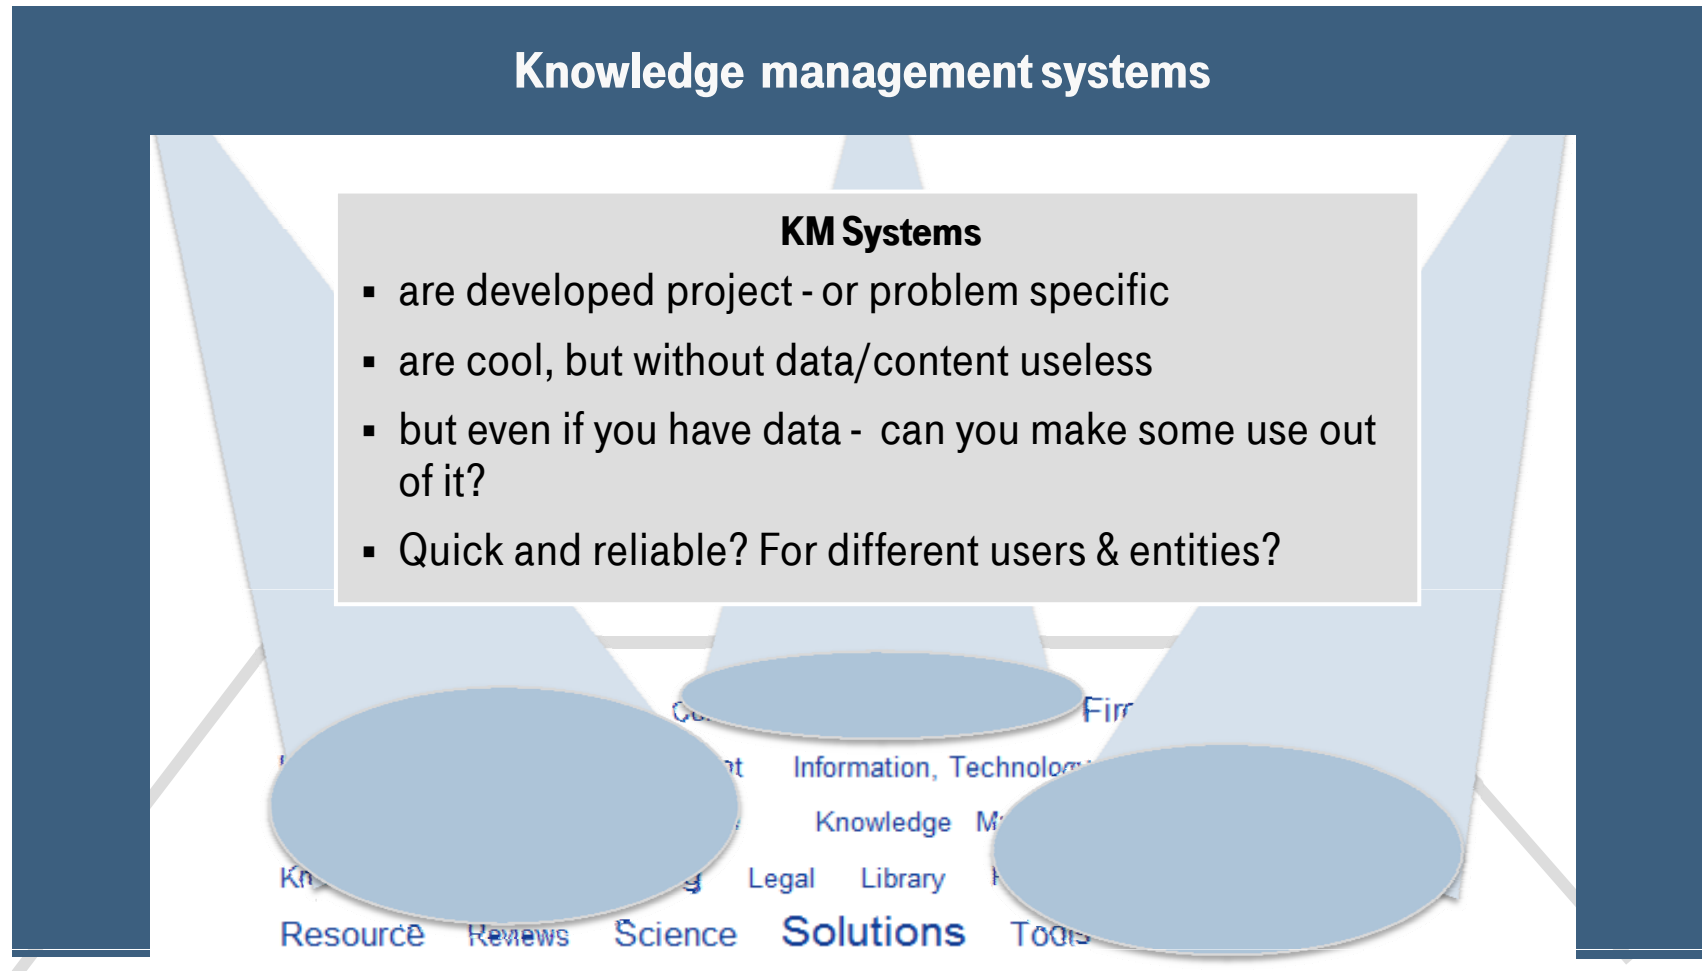 Knowledge management systems
KM Systems
▪ are developed project - or problem specific
▪ are cool, but without data/content useless
▪ but even if you have data - can you make some use out
of it?
▪ Quick and reliable? For different users & entities?
Information, Technology
Knowledge
Legal Library
Resource Reviews Science Solutions Tools